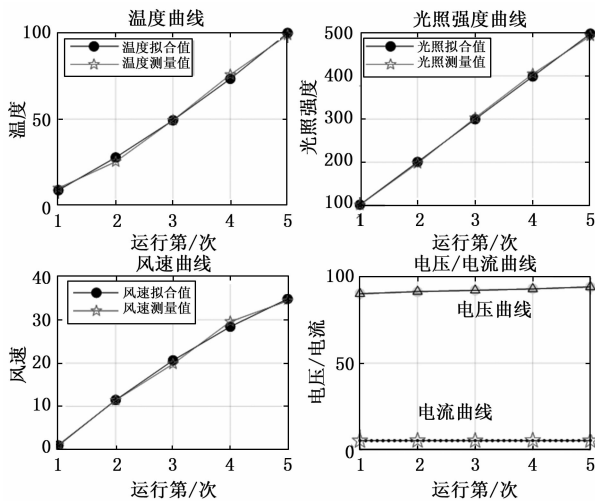 温度曲线
100
50
0
温度
温度拟合值
温度测量值
1 2 3 4 5
运行第/次
光照强度曲线
500
400
300
200
100
光照强度
光照拟合值
光照测量值
1 2 3 4 5
运行第/次
风速曲线
40
30
20
10
0
风速
风速拟合值
风速测量值
1 2 3 4 5
运行第/次
电压/电流曲线
100
50
0
电压/电流
电压曲线
电流曲线
1 2 3 4 5
运行第/次